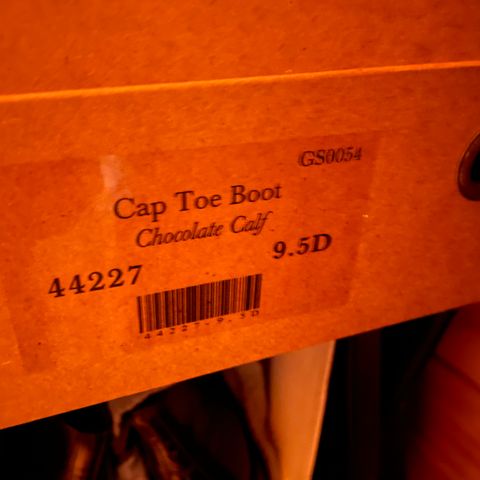 GS0054
Cap Toe Boot
Chocolate Calf
44227
9.5D
44227-9.5D